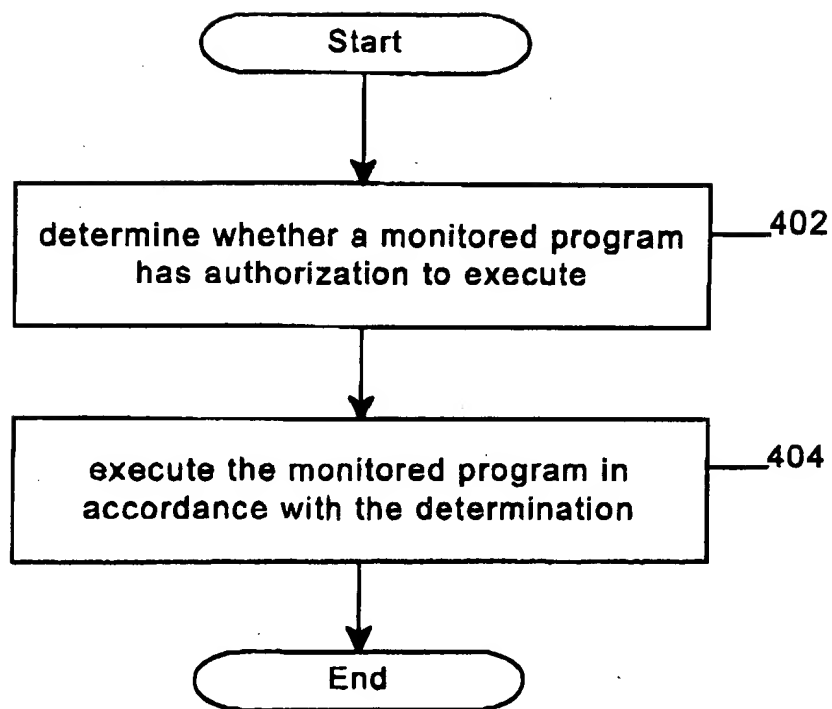 Start
determine whether a monitored program
has authorization to execute
402
execute the monitored program in
accordance with the determination
404
End